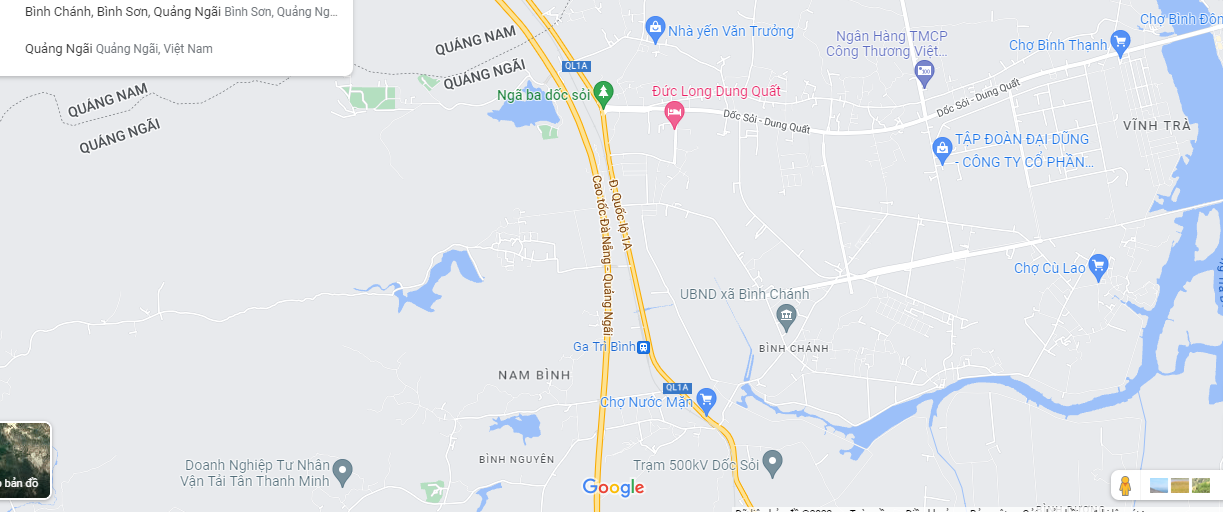 Bình Chánh, Bình Sơn, Quảng Ngãi Bình Sơn, Quảng Ng...
Quảng Ngãi Quảng Ngãi, Việt Nam
QUẢNG NAM
QUẢNG NGÃI
QUẢNG NAM
QUẢNG NGÃI
QL1A
Nhà yến Văn Trưởng
Ngân Hàng TMCP
Công Thương Việt...
Chợ Bình Thạnh
Chợ Bình Đôn
Ngã ba dốc sỏi
Đức Long Dung Quất
Dốc Sỏi - Dung Quất
Dốc Sỏi - Dung Quất
VĨNH TRÀ
TẬP ĐOÀN ĐẠI DŨNG
- CÔNG TY CỔ PHẦN...
Cao tốc Đà Nẵng - Quảng Ngãi
Đ. Quốc lộ 1A
Chợ Cù Lao
UBND xã Bình Chánh
BÌNH CHÁNH
Ga Trì Bình
NAM BÌNH
QL1A
Chợ Nước Mặn
BÌNH NGUYÊN
Doanh Nghiệp Tư Nhân
Vận Tải Tân Thanh Minh
Trạm 500kV Dốc Sỏi
bản đồ
Google